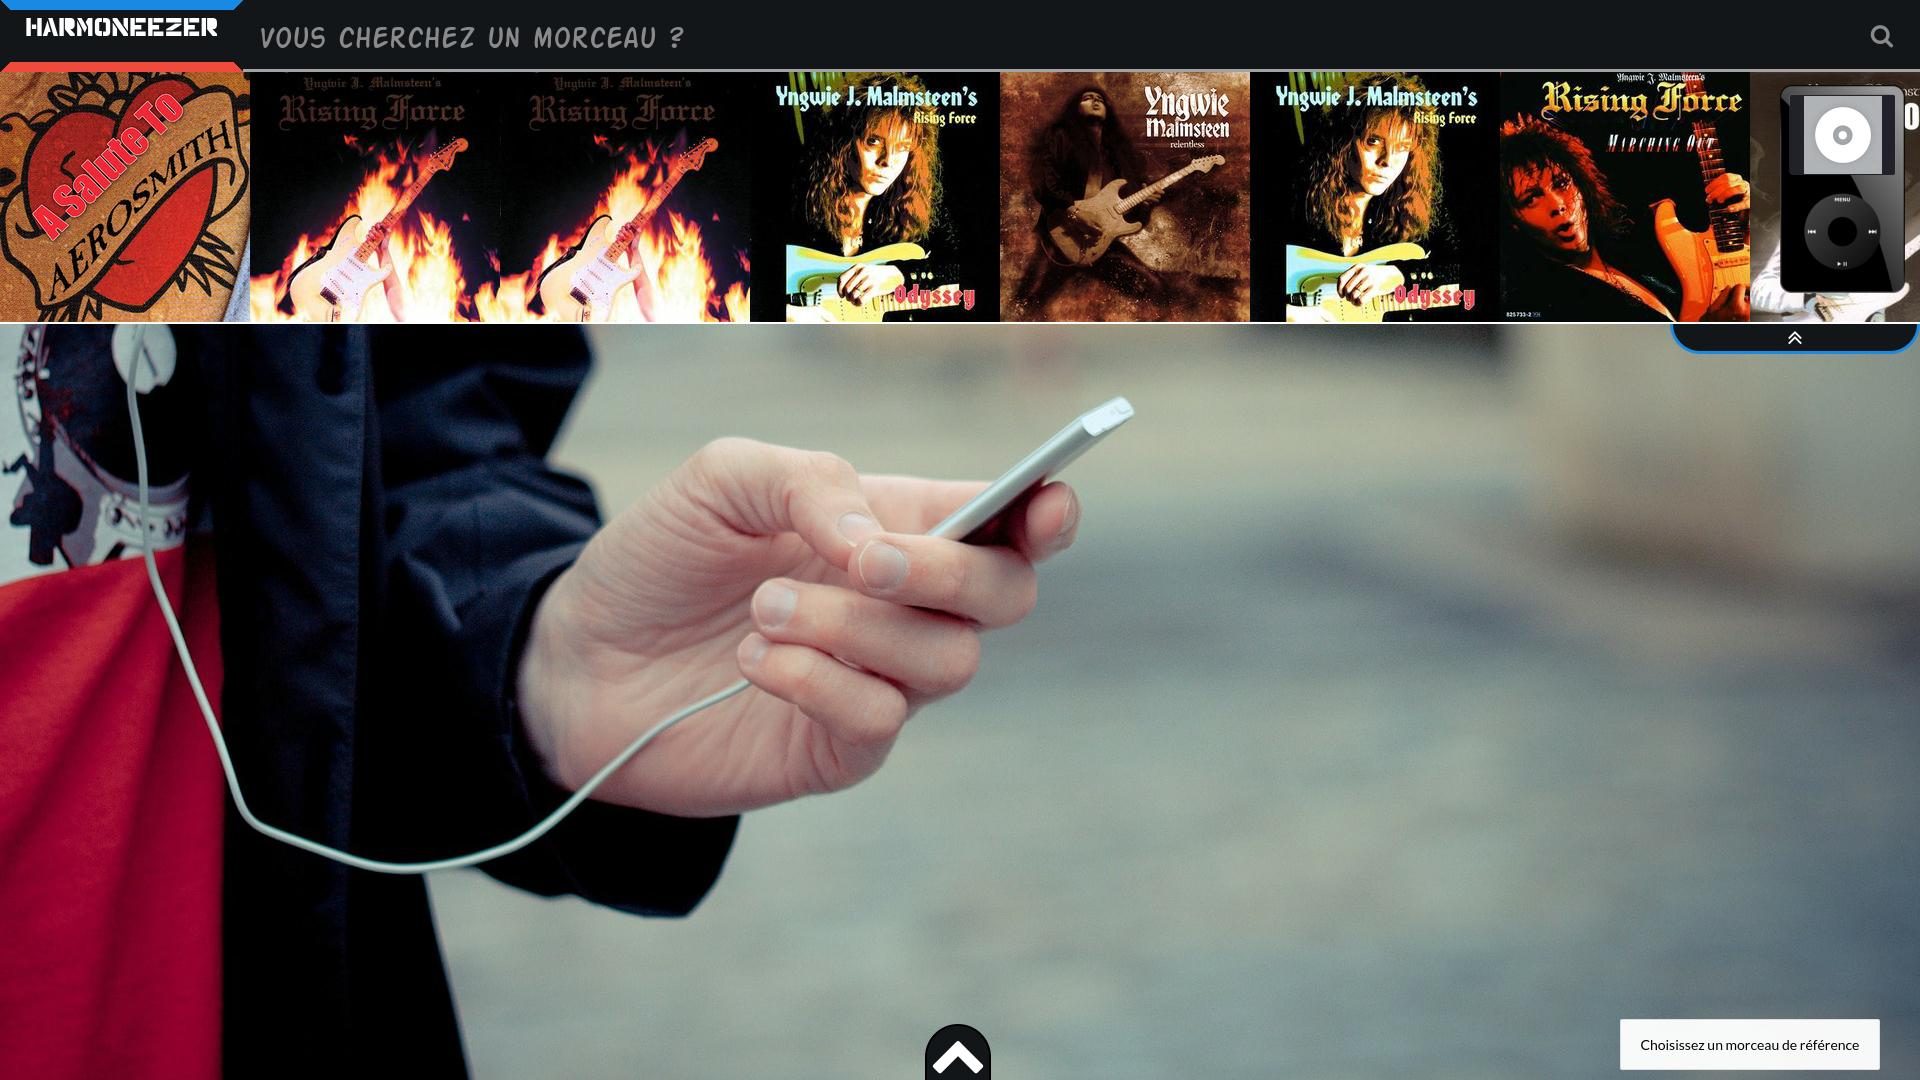 HARMONEEZER
VOUS CHERCHEZ UN MORCEAU ?
A Salute To
AEROSMITH
Yngwie J. Malmsteen's
Rising Force
Yngwie J. Malmsteen's
Rising Force
Yngwie J. Malmsteen's
Rising Force
Odyssey
Yngwie
Malmsteen
relentless
Yngwie J. Malmsteen's
Rising Force
Odyssey
Yngwie J. Malmsteen's
Rising Force
MARCHING OUT
MENU
Choisissez un morceau de référence